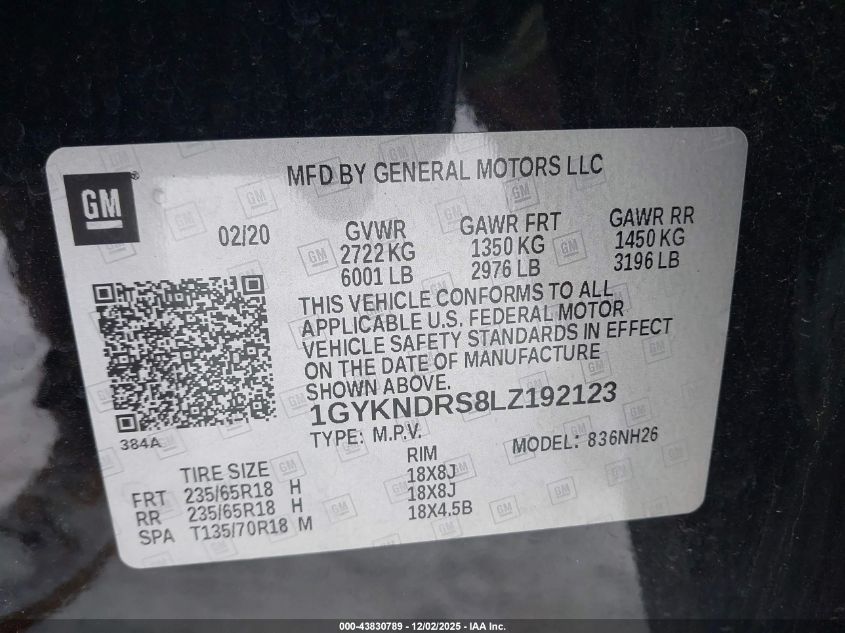 MFD BY GENERAL MOTORS LLC
GM®
02/20
GVWR GAWR FRT GAWR RR
2722 KG 1350 KG 1450 KG
6001 LB 2976 LB 3196 LB
THIS VEHICLE CONFORMS TO ALL
APPLICABLE U.S. FEDERAL MOTOR
VEHICLE SAFETY STANDARDS IN EFFECT
ON THE DATE OF MANUFACTURE
SHOWN ABOVE.
1GYKNDRS8LZ192123
384A
TYPE: M.P.V. MODEL: 836NH26
TIRE SIZE RIM
FRT 235/65R18 H 18X8J
RR 235/65R18 H 18X8J
SPA T135/70R18 M 18X4.5B
000-43830789 - 12/02/2025 - IAA Inc.